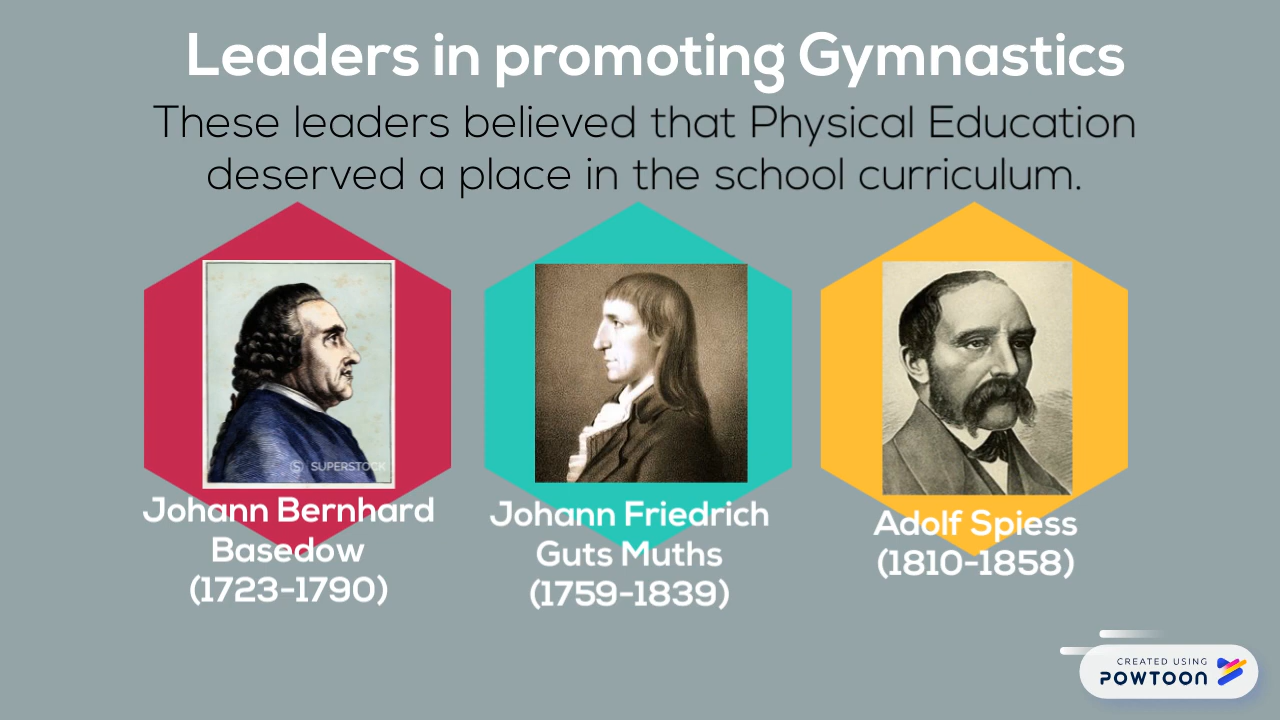 Leaders in promoting Gymnastics
These leaders believed that Physical Education
deserved a place in the school curriculum.
S SUPERSTOCK
Johann Bernhard
Basedow
(1723-1790)
Johann Friedrich
Guts Muths
(1759-1839)
Adolf Spiess
(1810-1858)
CREATED USING
POWTOON